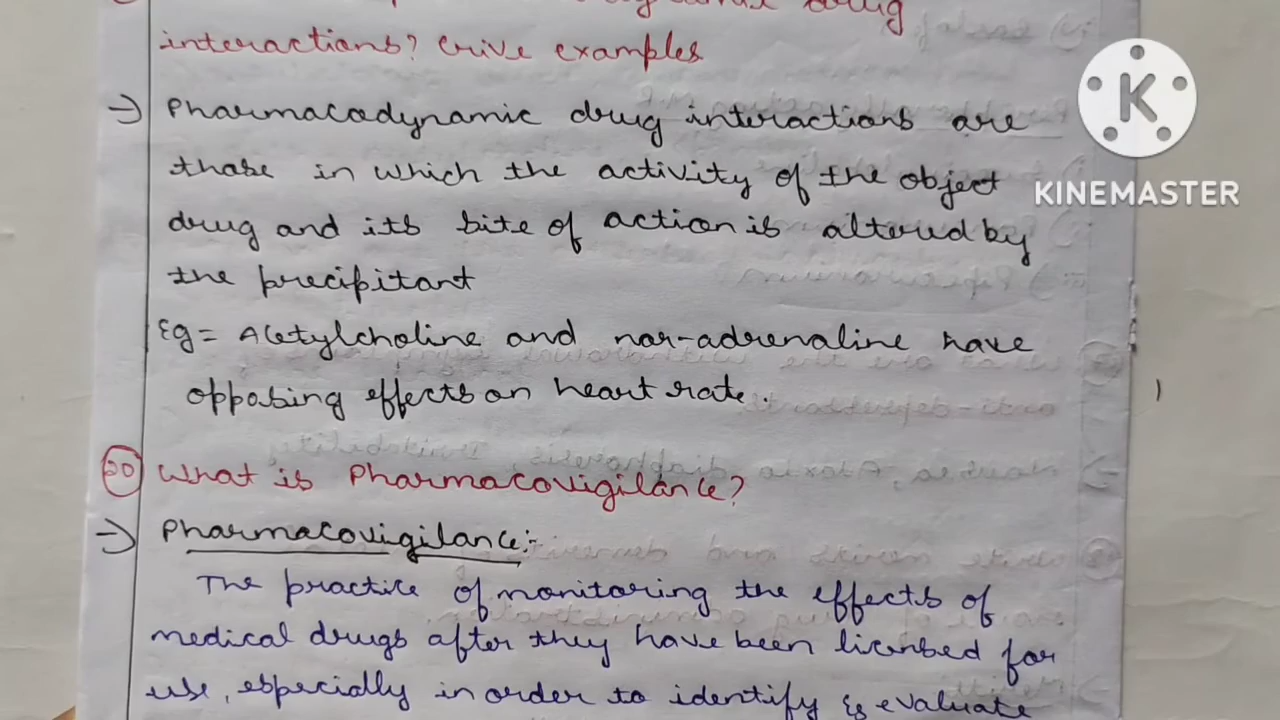 drug
interactions? Give examples
→ Pharmacodynamic drug interactions are
those in which the activity of the object
drug and its site of action is altered by
the precipitant
Eg = Acetylcholine and nor-adrenaline have
opposing effects on heart rate.
20 What is Pharmacovigilance?
→ Pharmacovigilance:-
The practice of monitoring the effects of
medical drugs after they have been licensed for
use, especially in order to identify & evaluate
K
KINEMASTER